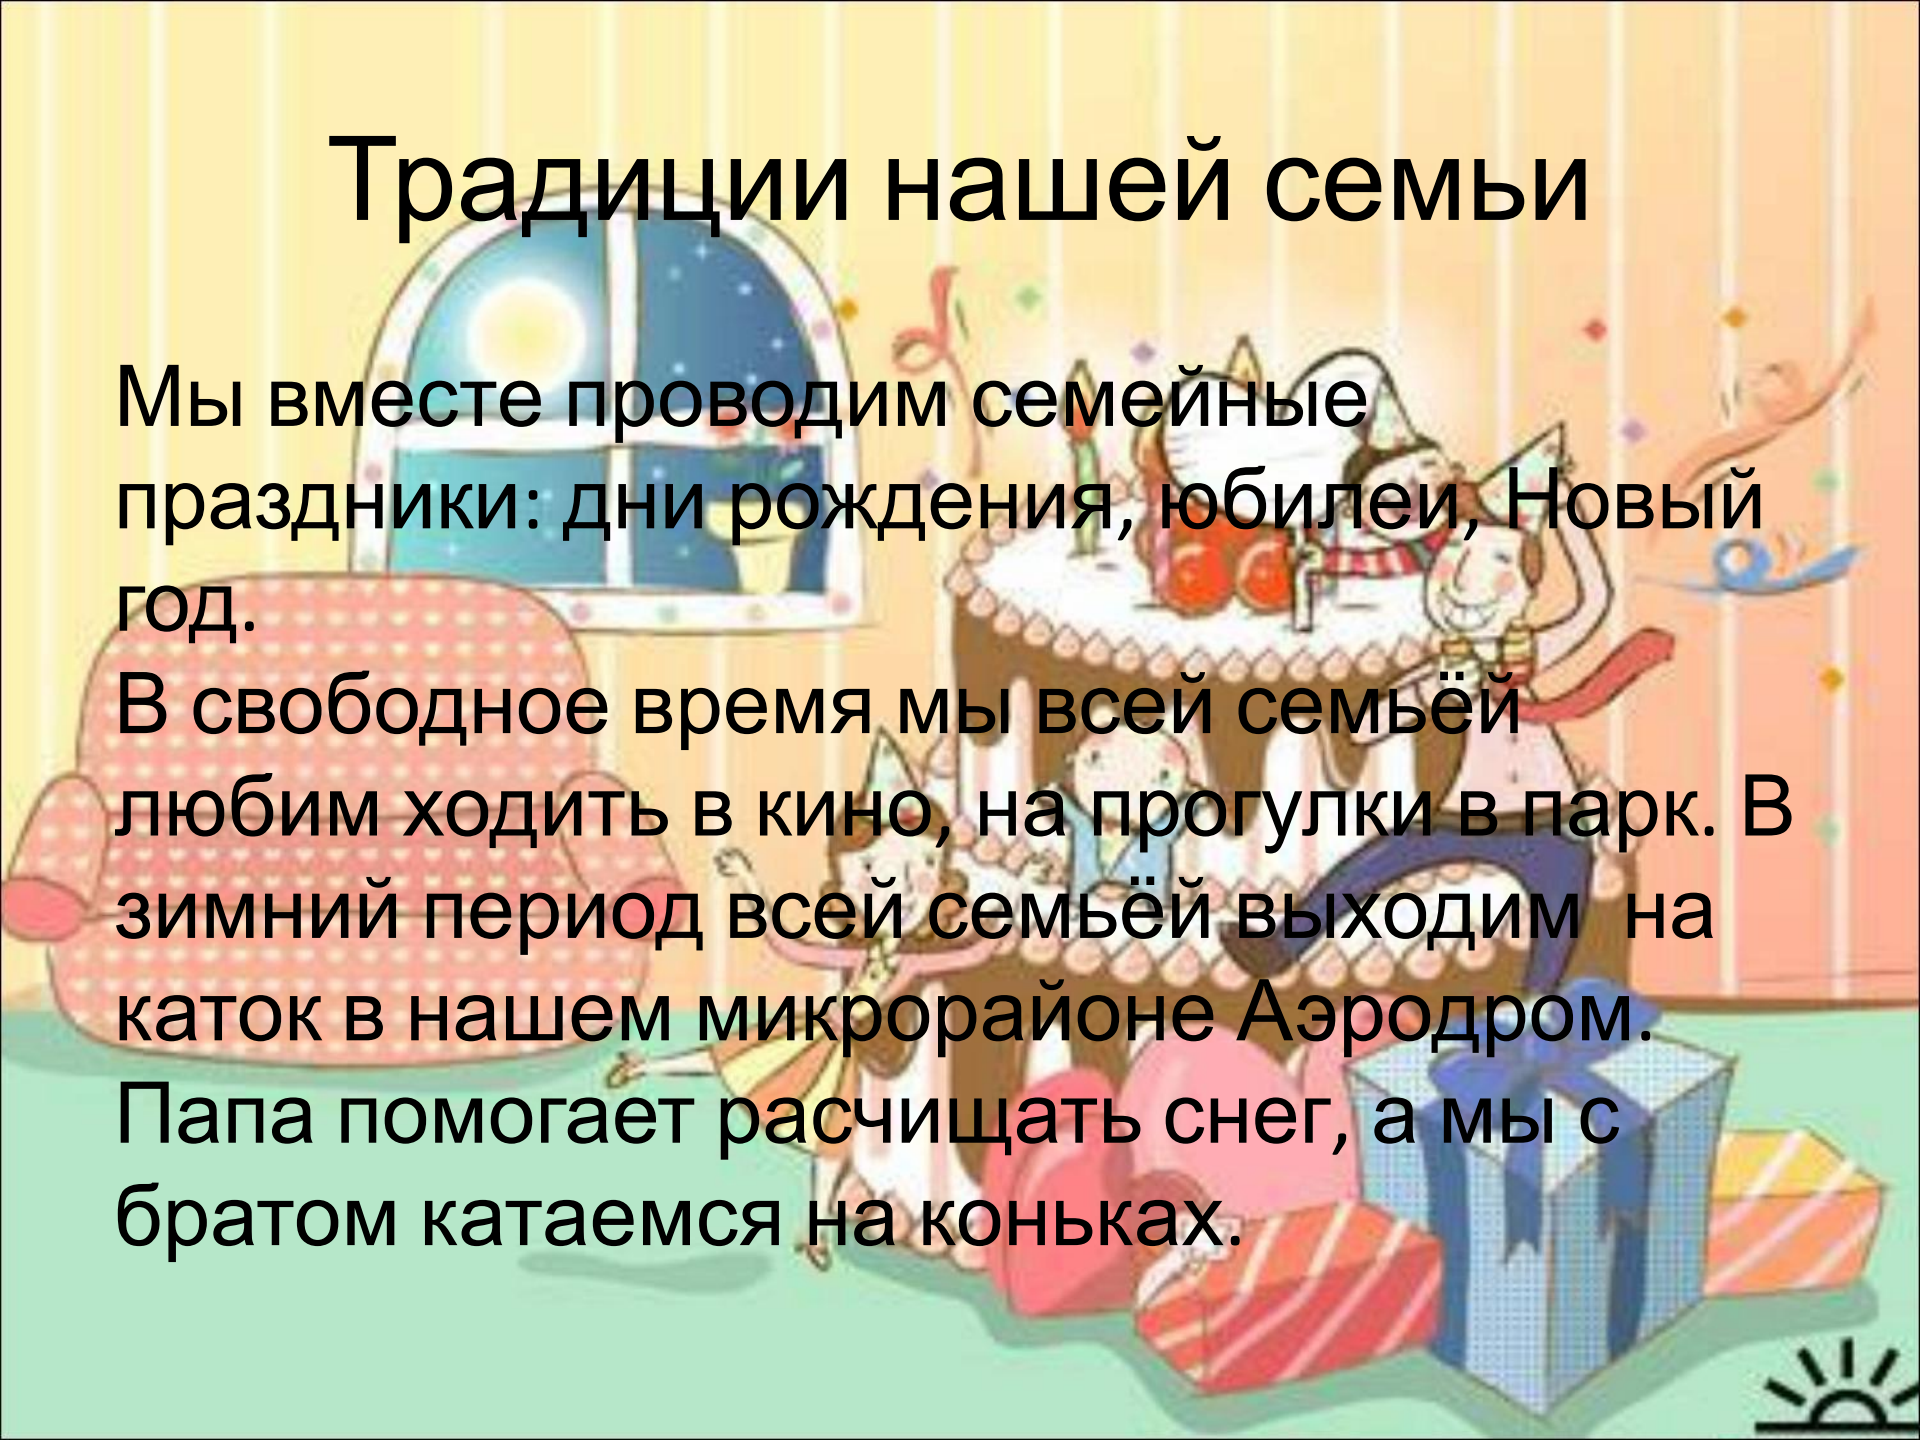 Традиции нашей семьи
Мы вместе проводим семейные
праздники: дни рождения, юбилеи, Новый
год.
В свободное время мы всей семьёй
любим ходить в кино, на прогулки в парк. В
зимний период всей семьёй выходим  на
каток в нашем микрорайоне Аэродром.
Папа помогает расчищать снег, а мы с
братом катаемся на коньках.